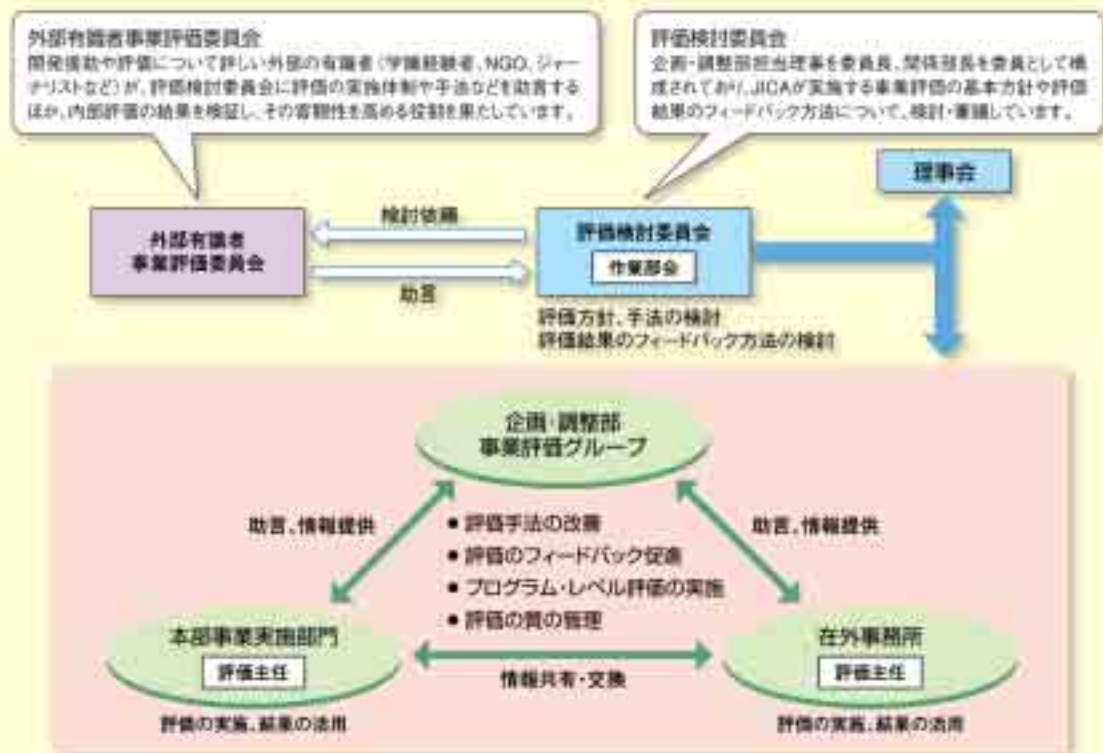 外部有識者事業評価委員会
開発援助や評価について詳しい外部の有識者(学識経験者、NGO、ジャー
ナリストなど)が、評価検討委員会に評価の実施体制や手法などを助言する
ほか、内部評価の結果を検証し、その客観性を高める役割を果たしています。
評価検討委員会
企画・調整部担当理事を委員長、関係部長を委員として構
成されており、JICAが実施する事業評価の基本方針や評価
結果のフィードバック方法について、検討・審議しています。
理事会
外部有識者
事業評価委員会
検討依頼
助言
評価検討委員会
作業部会
評価方針、手法の検討
評価結果のフィードバック方法の検討
企画・調整部
事業評価グループ
助言、情報提供
助言、情報提供
● 評価手法の改善
● 評価のフィードバック促進
● プログラム・レベル評価の実施
● 評価の質の管理
本部事業実施部門
評価主任
評価の実施、結果の活用
情報共有・交換
在外事務所
評価主任
評価の実施、結果の活用